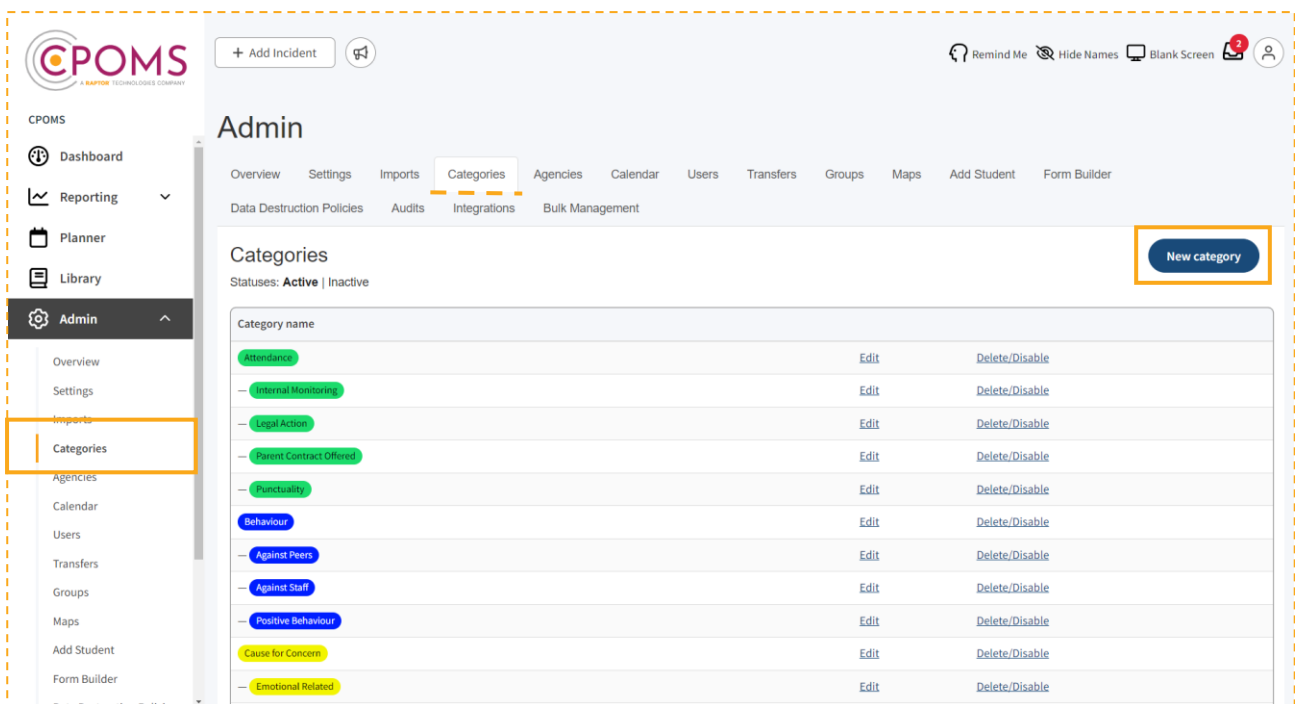 CPOMS
A RAPTOR TECHNOLOGIES COMPANY
+ Add Incident
Remind Me Hide Names Blank Screen 2
CPOMS
Dashboard
Reporting
Planner
Library
Admin
Overview
Settings
Imports
Categories
Agencies
Calendar
Users
Transfers
Groups
Maps
Add Student
Form Builder
Admin
Overview Settings Imports Categories Agencies Calendar Users Transfers Groups Maps Add Student Form Builder
Data Destruction Policies Audits Integrations Bulk Management
Categories
New category
Statuses: Active | Inactive
Category name
Attendance Edit Delete/Disable
— Internal Monitoring Edit Delete/Disable
— Legal Action Edit Delete/Disable
— Parent Contract Offered Edit Delete/Disable
— Punctuality Edit Delete/Disable
Behaviour Edit Delete/Disable
— Against Peers Edit Delete/Disable
— Against Staff Edit Delete/Disable
— Positive Behaviour Edit Delete/Disable
Cause for Concern Edit Delete/Disable
— Emotional Related Edit Delete/Disable